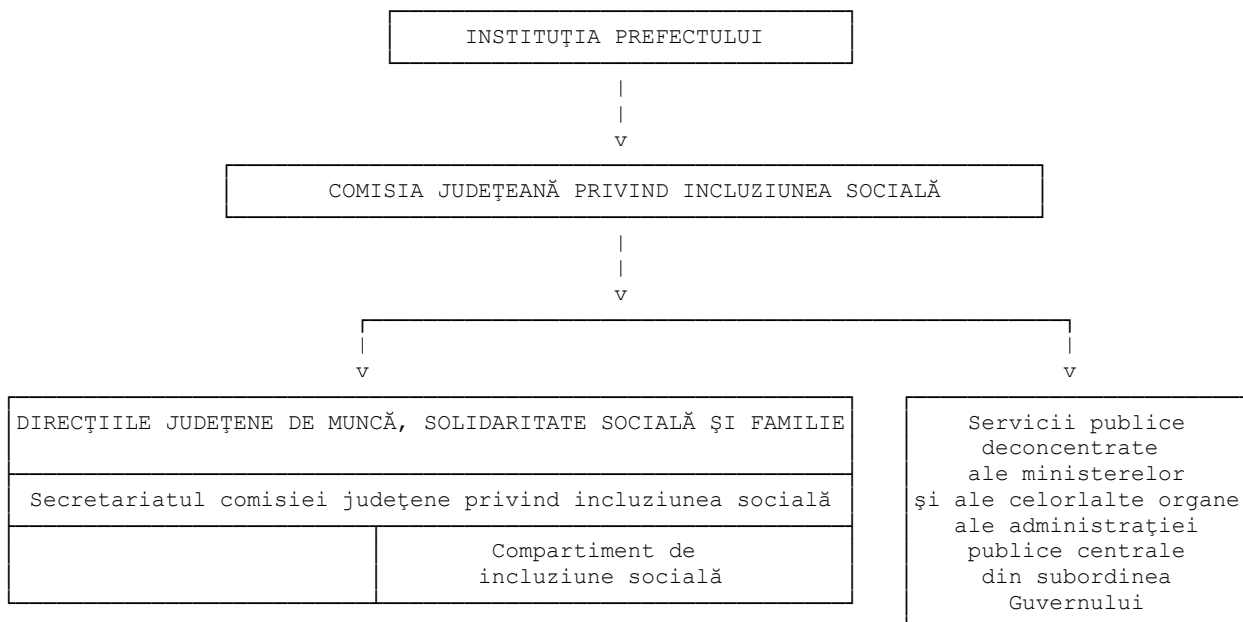 INSTITUŢIA PREFECTULUI
COMISIA JUDEŢEANĂ PRIVIND INCLUZIUNEA SOCIALĂ
DIRECŢIILE JUDEŢENE DE MUNCĂ, SOLIDARITATE SOCIALĂ ŞI FAMILIE
Secretariatul comisiei judeţene privind incluziunea socială
Compartiment de
incluziune socială
Servicii publice
deconcentrate
ale ministerelor
şi ale celorlalte organe
ale administraţiei
publice centrale
din subordinea
Guvernului